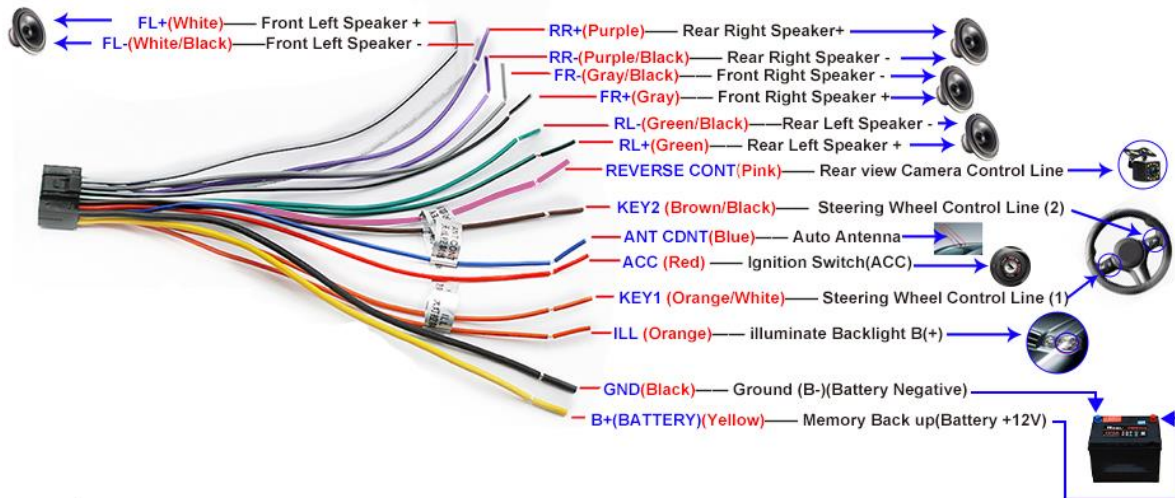 FL+(White) Front Left Speaker +
FL-(White/Black) Front Left Speaker -
RR+(Purple) Rear Right Speaker+
RR-(Purple/Black) Rear Right Speaker -
FR-(Gray/Black) Front Right Speaker -
FR+(Gray) Front Right Speaker +
RL-(Green/Black) Rear Left Speaker -
RL+(Green) Rear Left Speaker +
REVERSE CONT(Pink) Rear view Camera Control Line
KEY2 (Brown/Black) Steering Wheel Control Line (2)
ANT CDNT(Blue) Auto Antenna
ACC (Red) Ignition Switch(ACC)
KEY1 (Orange/White) Steering Wheel Control Line (1)
ILL (Orange) illuminate Backlight B(+)
GND(Black) Ground (B-)(Battery Negative)
B+(BATTERY)(Yellow) Memory Back up(Battery +12V)